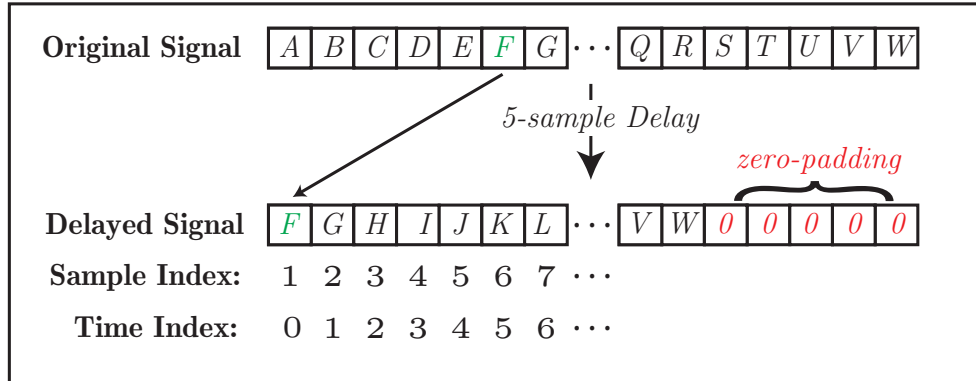 Original Signal A B C D E F G ··· Q R S T U V W
5-sample Delay
zero-padding
Delayed Signal F G H I J K L ··· V W 0 0 0 0 0
Sample Index: 1 2 3 4 5 6 7 ···
Time Index: 0 1 2 3 4 5 6 ···